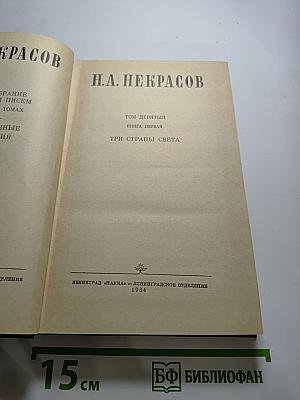 КРАСОВ
БРАНИЕ
И ПИСЕМ
ТОМАХ
Н.А.НЕКРАСОВ
ТОМ ДЕВЯТЫЙ
КНИГА ПЕРВАЯ
ТРИ СТРАНЫ СВЕТА
ЛЕНИНГРАД «НАУКА» ЛЕНИНГРАДСКОЕ ОТДЕЛЕНИЕ
1984
15 см
БФ БИБЛИОФАН